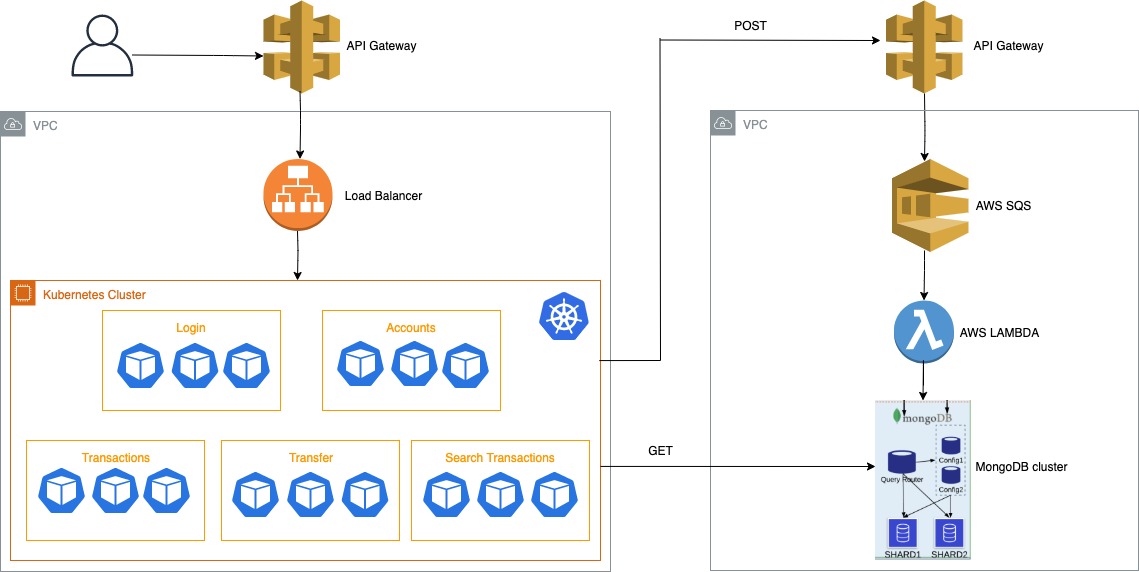 API Gateway
POST
API Gateway
VPC
VPC
Load Balancer
AWS SQS
Kubernetes Cluster
Login
Accounts
AWS LAMBDA
mongoDB
GET
Config1
Query Router
Config2
MongoDB cluster
Transactions
Transfer
Search Transactions
SHARD1
SHARD2